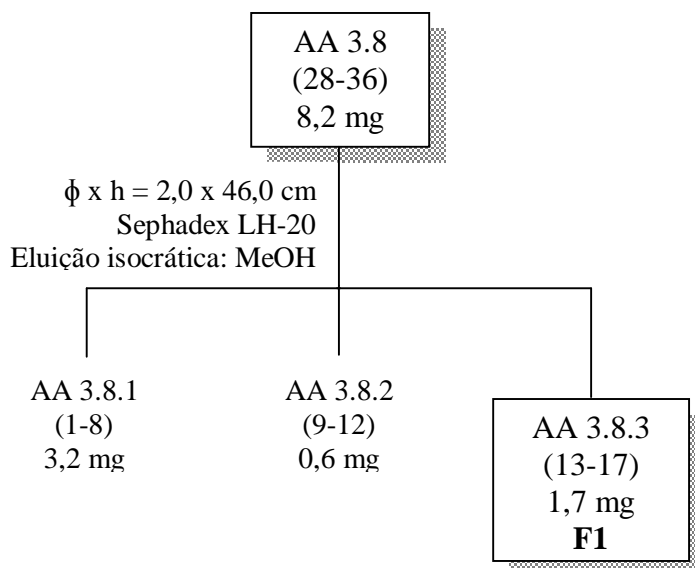 AA 3.8
(28-36)
8,2 mg
ϕ x h = 2,0 x 46,0 cm
Sephadex LH-20
Eluição isocrática: MeOH
AA 3.8.1
(1-8)
3,2 mg
AA 3.8.2
(9-12)
0,6 mg
AA 3.8.3
(13-17)
1,7 mg
F1